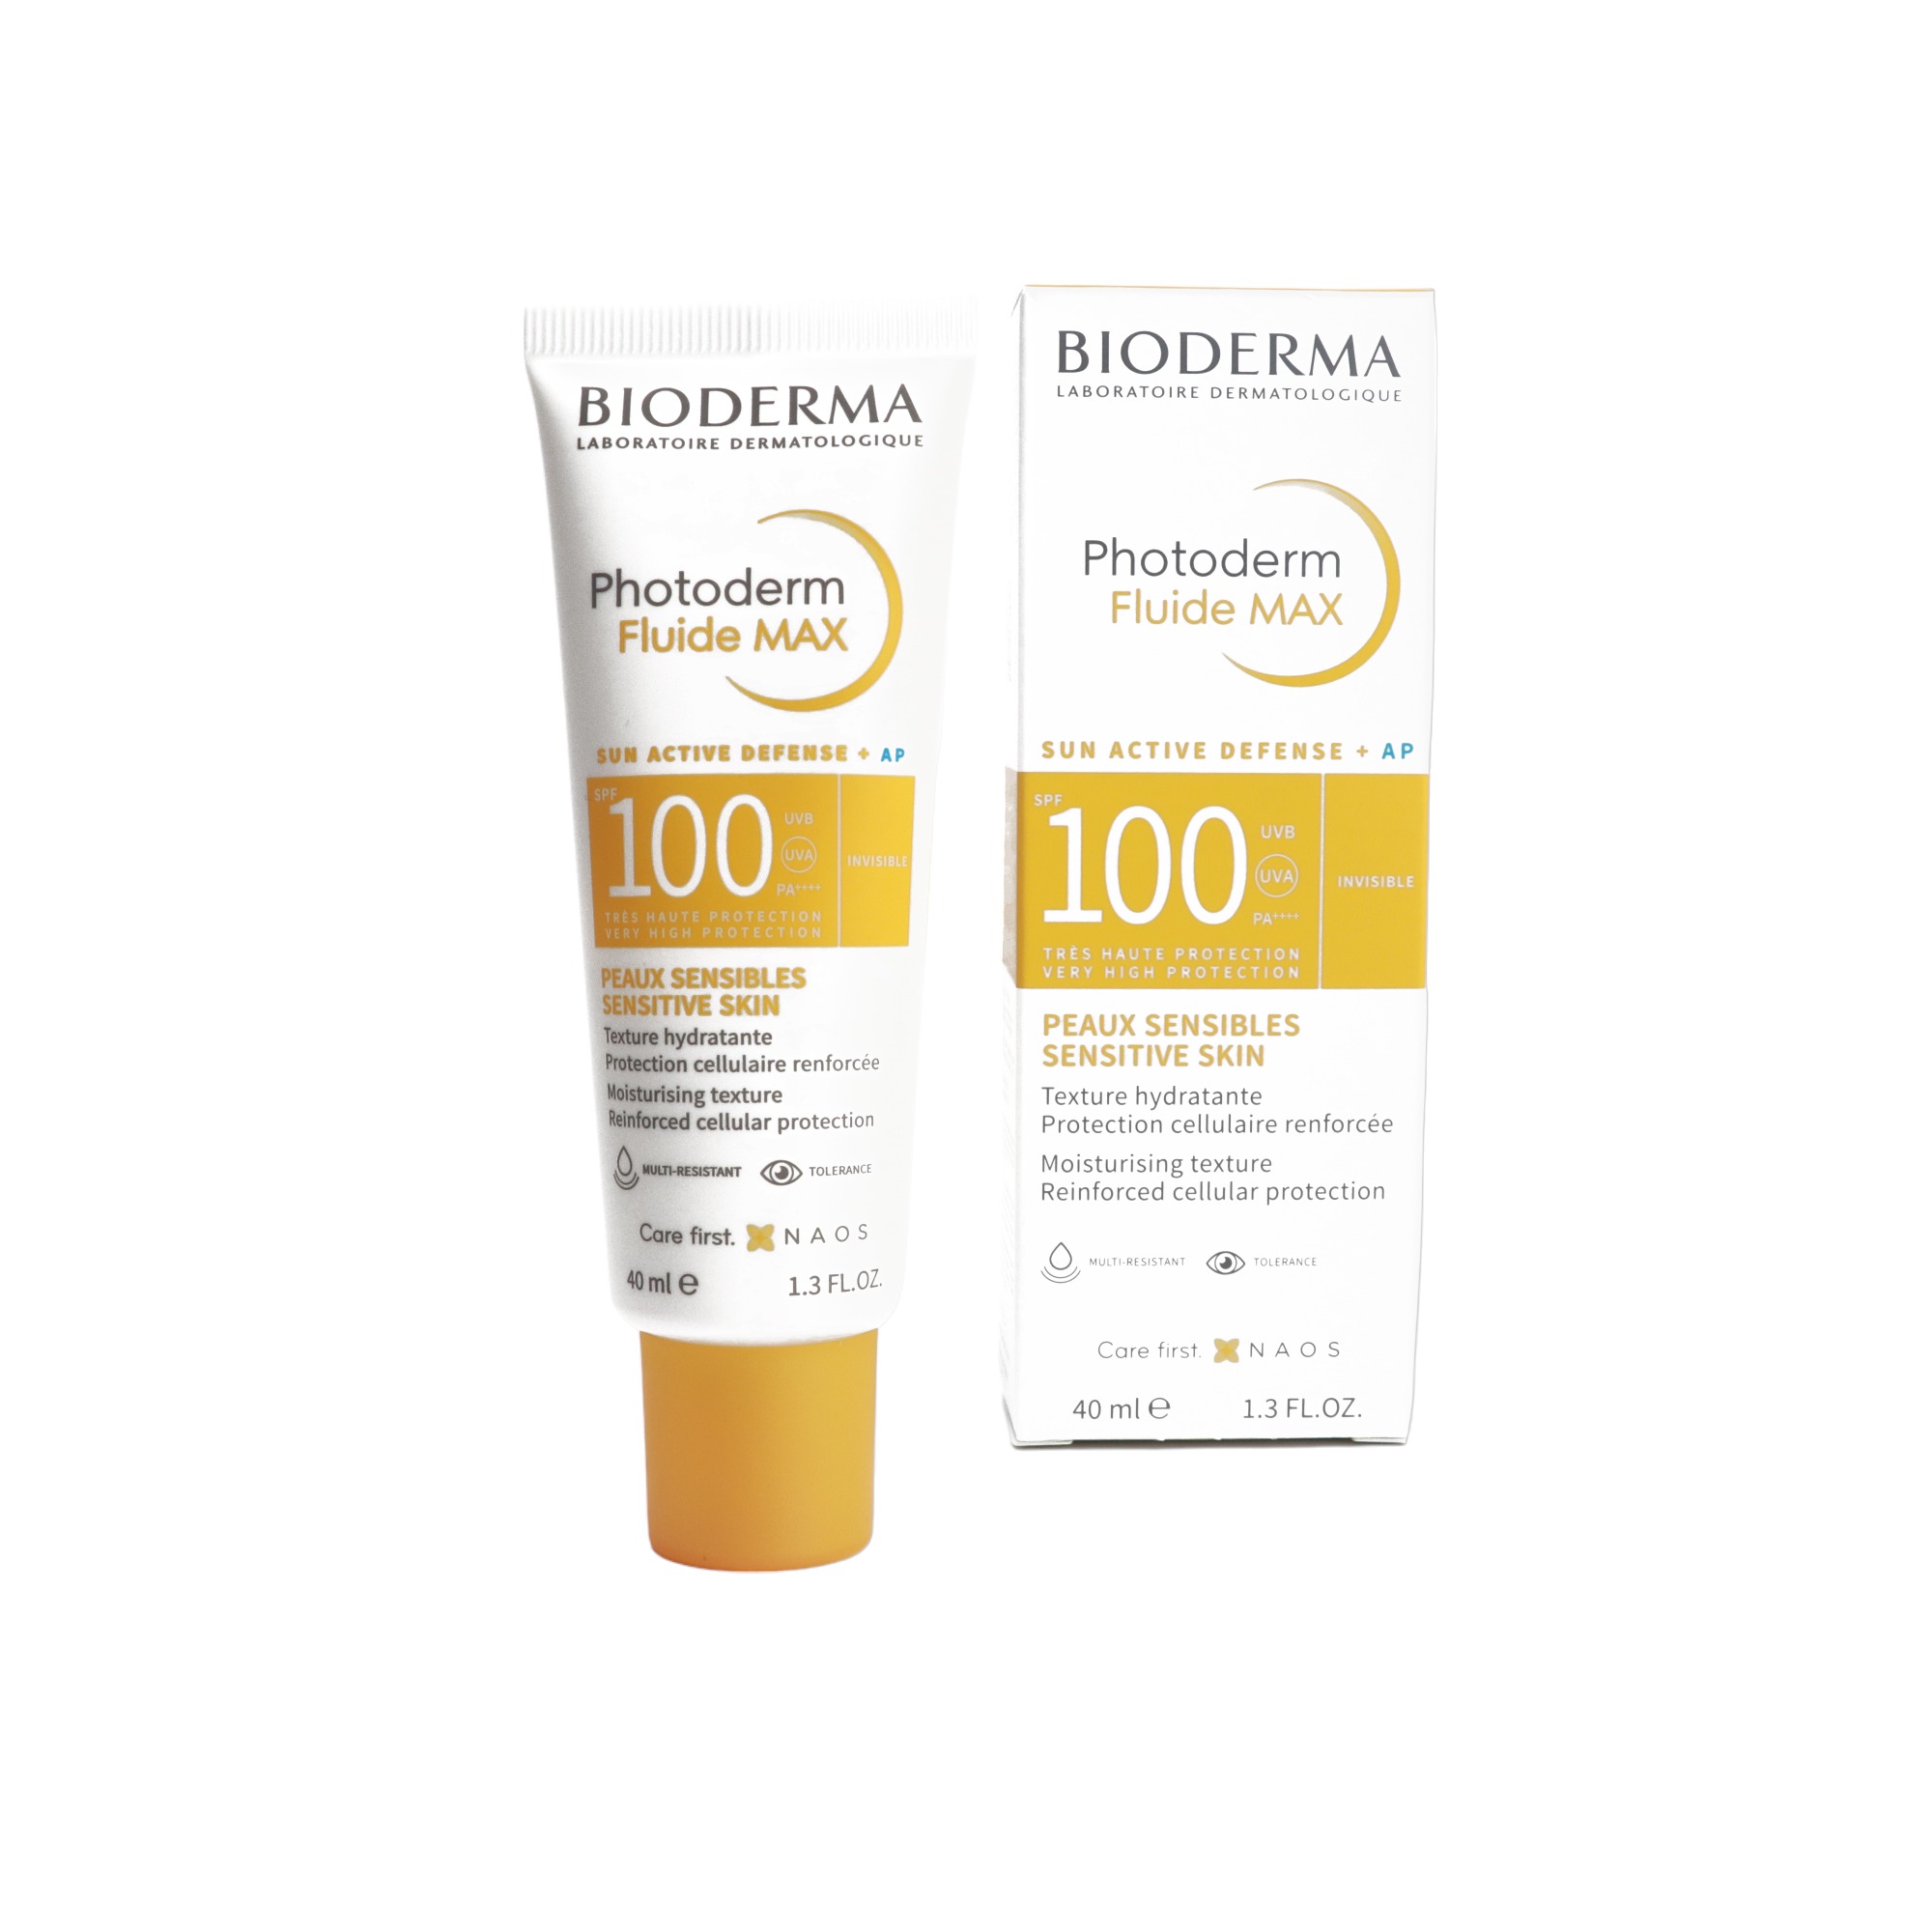 BIODERMA
LABORATOIRE DERMATOLOGIQUE
Photoderm
Fluide MAX
SUN ACTIVE DEFENSE + AP
SPF
100
UVB
UVA
PA++++
INVISIBLE
TRÈS HAUTE PROTECTION
VERY HIGH PROTECTION
PEAUX SENSIBLES
SENSITIVE SKIN
Texture hydratante
Protection cellulaire renforcée
Moisturising texture
Reinforced cellular protection
MULTI-RESISTANT TOLERANCE
Care first. NAOS
40 ml ℮ 1.3 FL.OZ.
BIODERMA
LABORATOIRE DERMATOLOGIQUE
Photoderm
Fluide MAX
SUN ACTIVE DEFENSE + AP
SPF
100
UVB
UVA
PA++++
INVISIBLE
TRÈS HAUTE PROTECTION
VERY HIGH PROTECTION
PEAUX SENSIBLES
SENSITIVE SKIN
Texture hydratante
Protection cellulaire renforcée
Moisturising texture
Reinforced cellular protection
MULTI-RESISTANT TOLERANCE
Care first. NAOS
40 ml ℮ 1.3 FL.OZ.